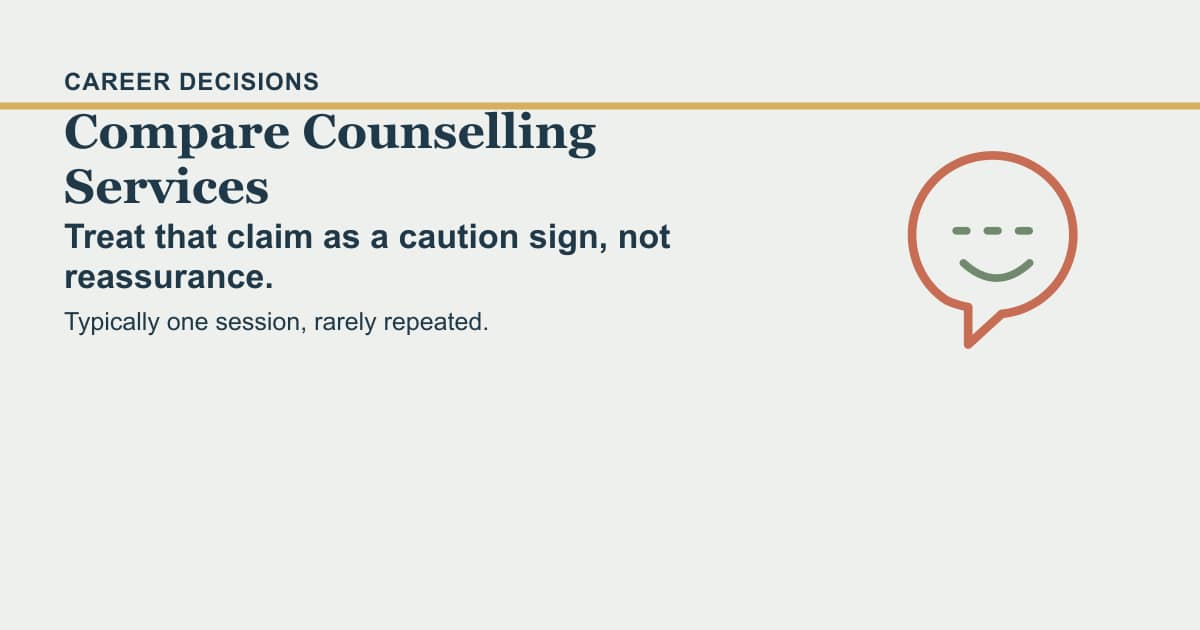 CAREER DECISIONS
Compare Counselling
Services
Treat that claim as a caution sign, not
reassurance.
Typically one session, rarely repeated.